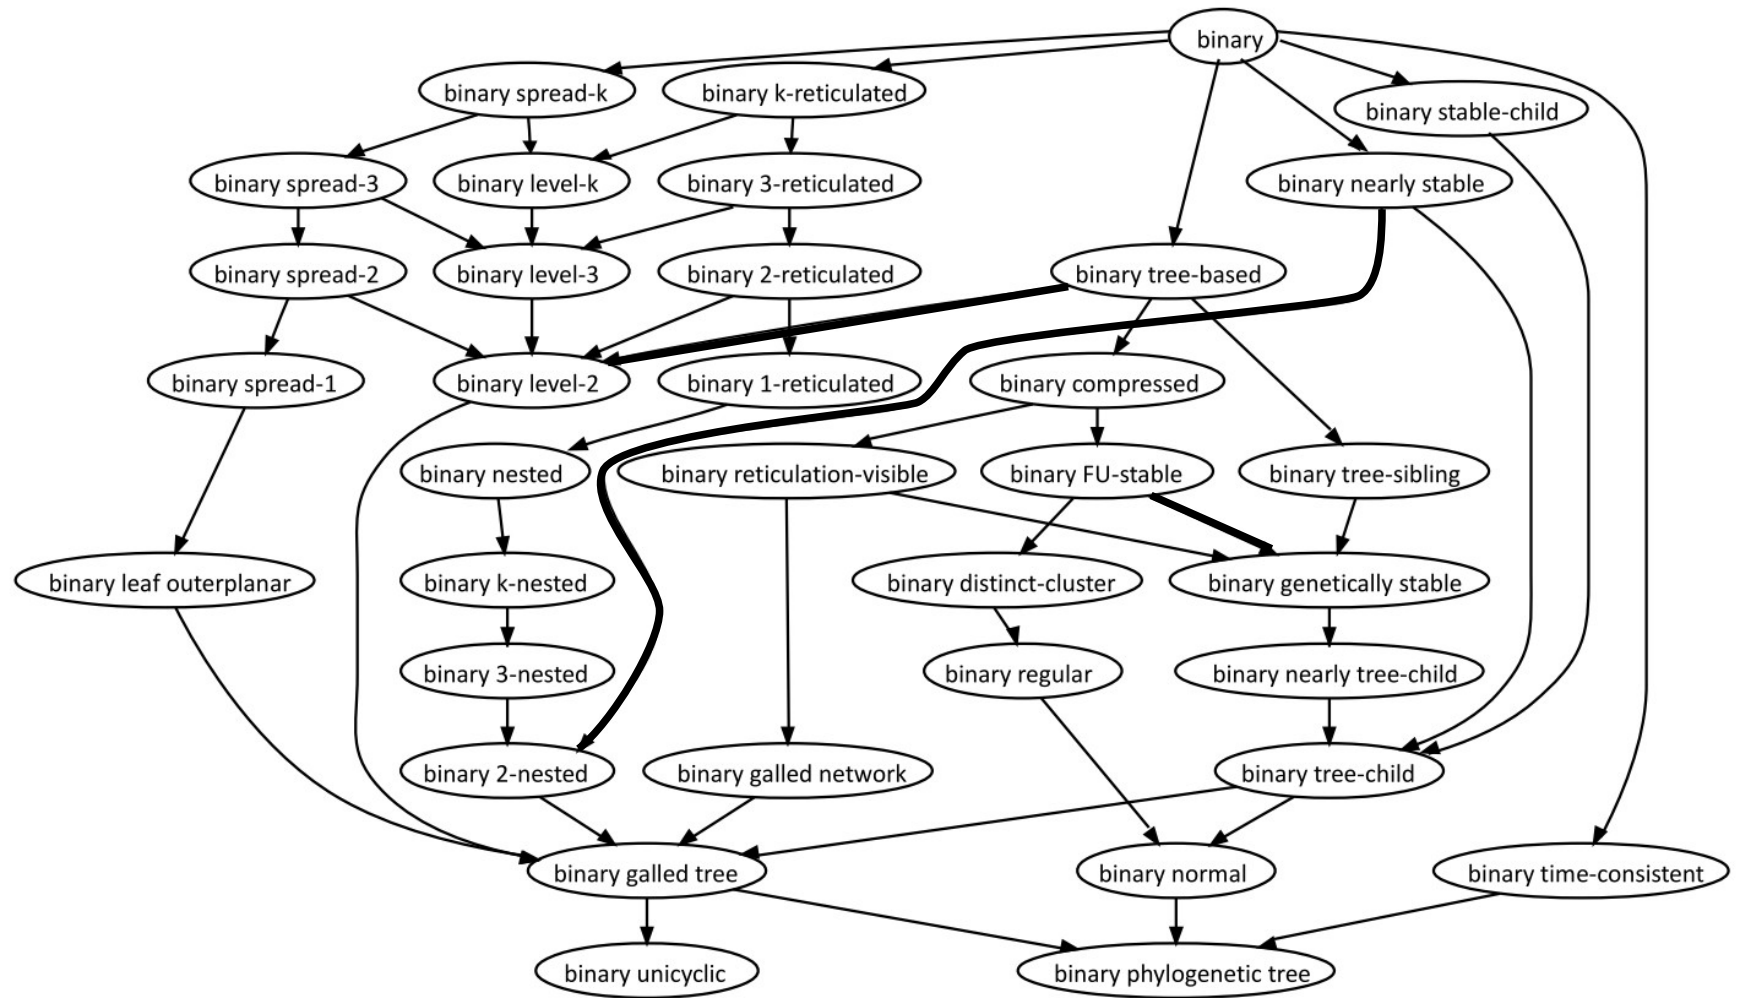 binary
binary spread-k
binary k-reticulated
binary stable-child
binary spread-3
binary level-k
binary 3-reticulated
binary nearly stable
binary spread-2
binary level-3
binary 2-reticulated
binary tree-based
binary spread-1
binary level-2
binary 1-reticulated
binary compressed
binary nested
binary reticulation-visible
binary FU-stable
binary tree-sibling
binary leaf outerplanar
binary k-nested
binary distinct-cluster
binary genetically stable
binary 3-nested
binary regular
binary nearly tree-child
binary 2-nested
binary galled network
binary tree-child
binary galled tree
binary normal
binary time-consistent
binary unicyclic
binary phylogenetic tree